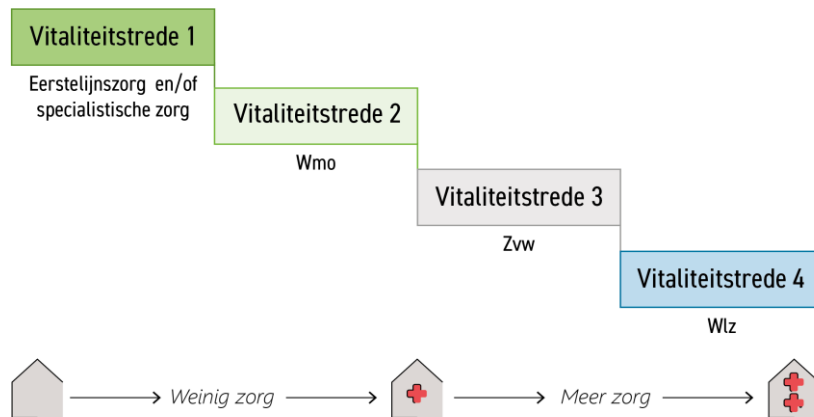 Vitaliteitstrede 1
Eerstelijnszorg en/of
specialistische zorg
Vitaliteitstrede 2
Wmo
Vitaliteitstrede 3
Zvw
Vitaliteitstrede 4
Wlz
Weinig zorg
Meer zorg